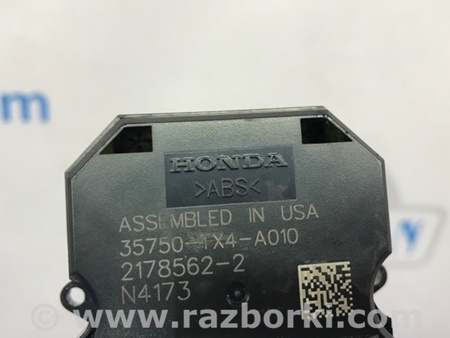 HONDA
>ABS<
ASSEMBLED IN USA
35750-TX4-A010
2178562-2
N4173
© www.razborki.com